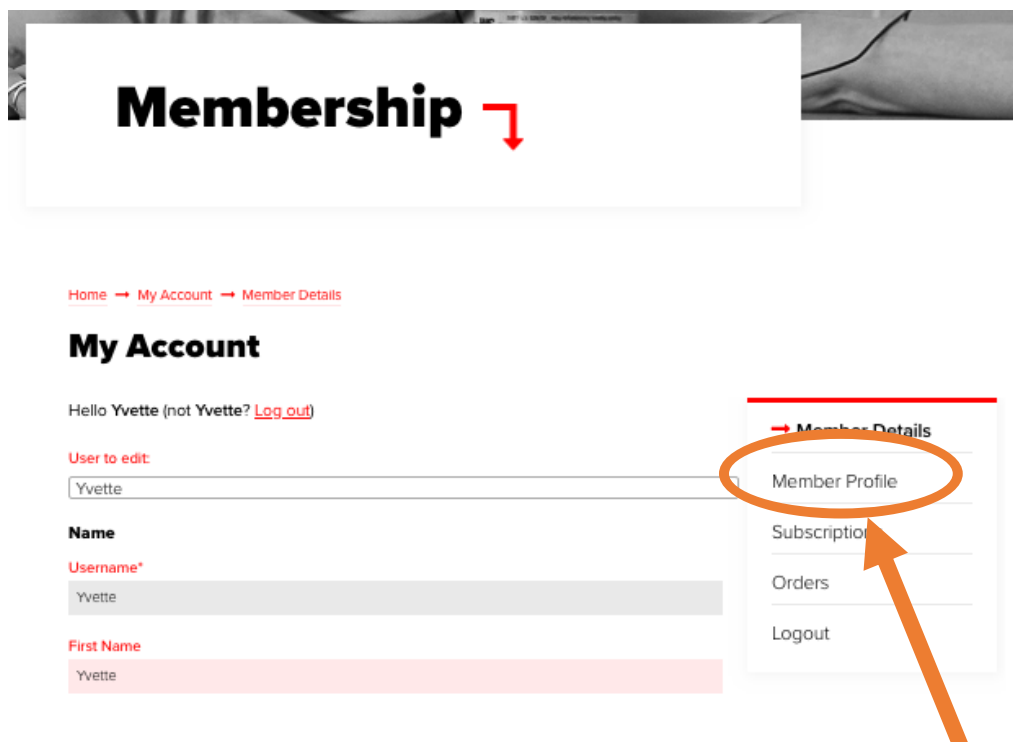 Membership
Home → My Account → Member Details
My Account
Hello Yvette (not Yvette? Log out)
User to edit:
Yvette
Name
Username*
Yvette
First Name
Yvette
→ Member Details
Member Profile
Subscription
Orders
Logout